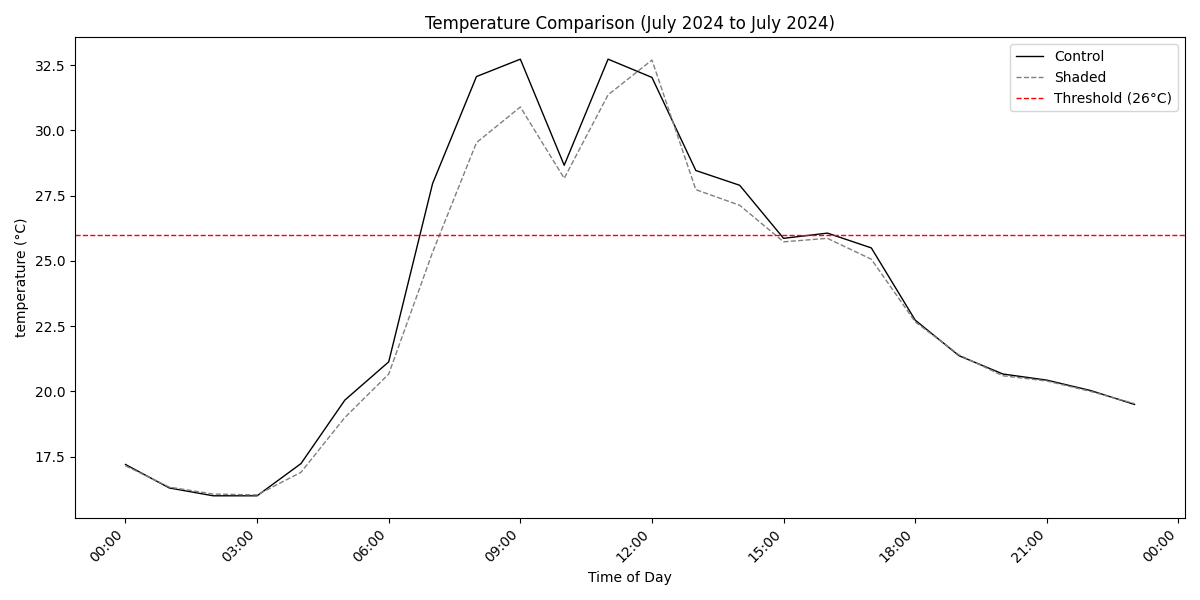 Temperature Comparison (July 2024 to July 2024)
Control
Shaded
Threshold (26°C)
temperature (°C)
32.5
30.0
27.5
25.0
22.5
20.0
17.5
00:00
03:00
06:00
09:00
12:00
15:00
18:00
21:00
00:00
Time of Day